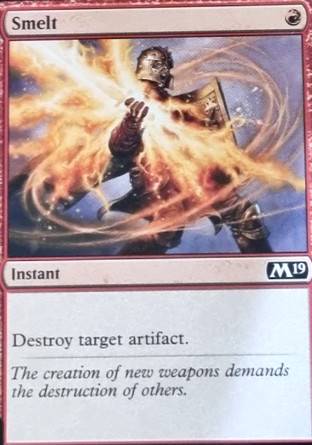 Smelt
Instant
M19
Destroy target artifact.
The creation of new weapons demands
the destruction of others.